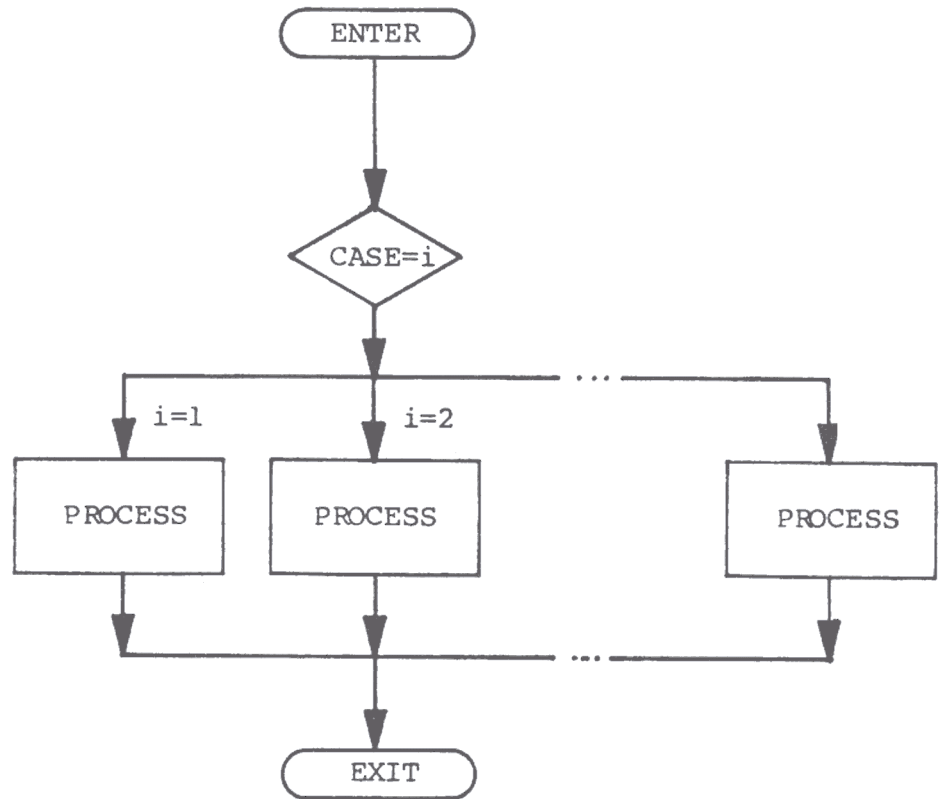 ENTER
CASE=i
...
i=1
i=2
PROCESS
PROCESS
PROCESS
...
EXIT